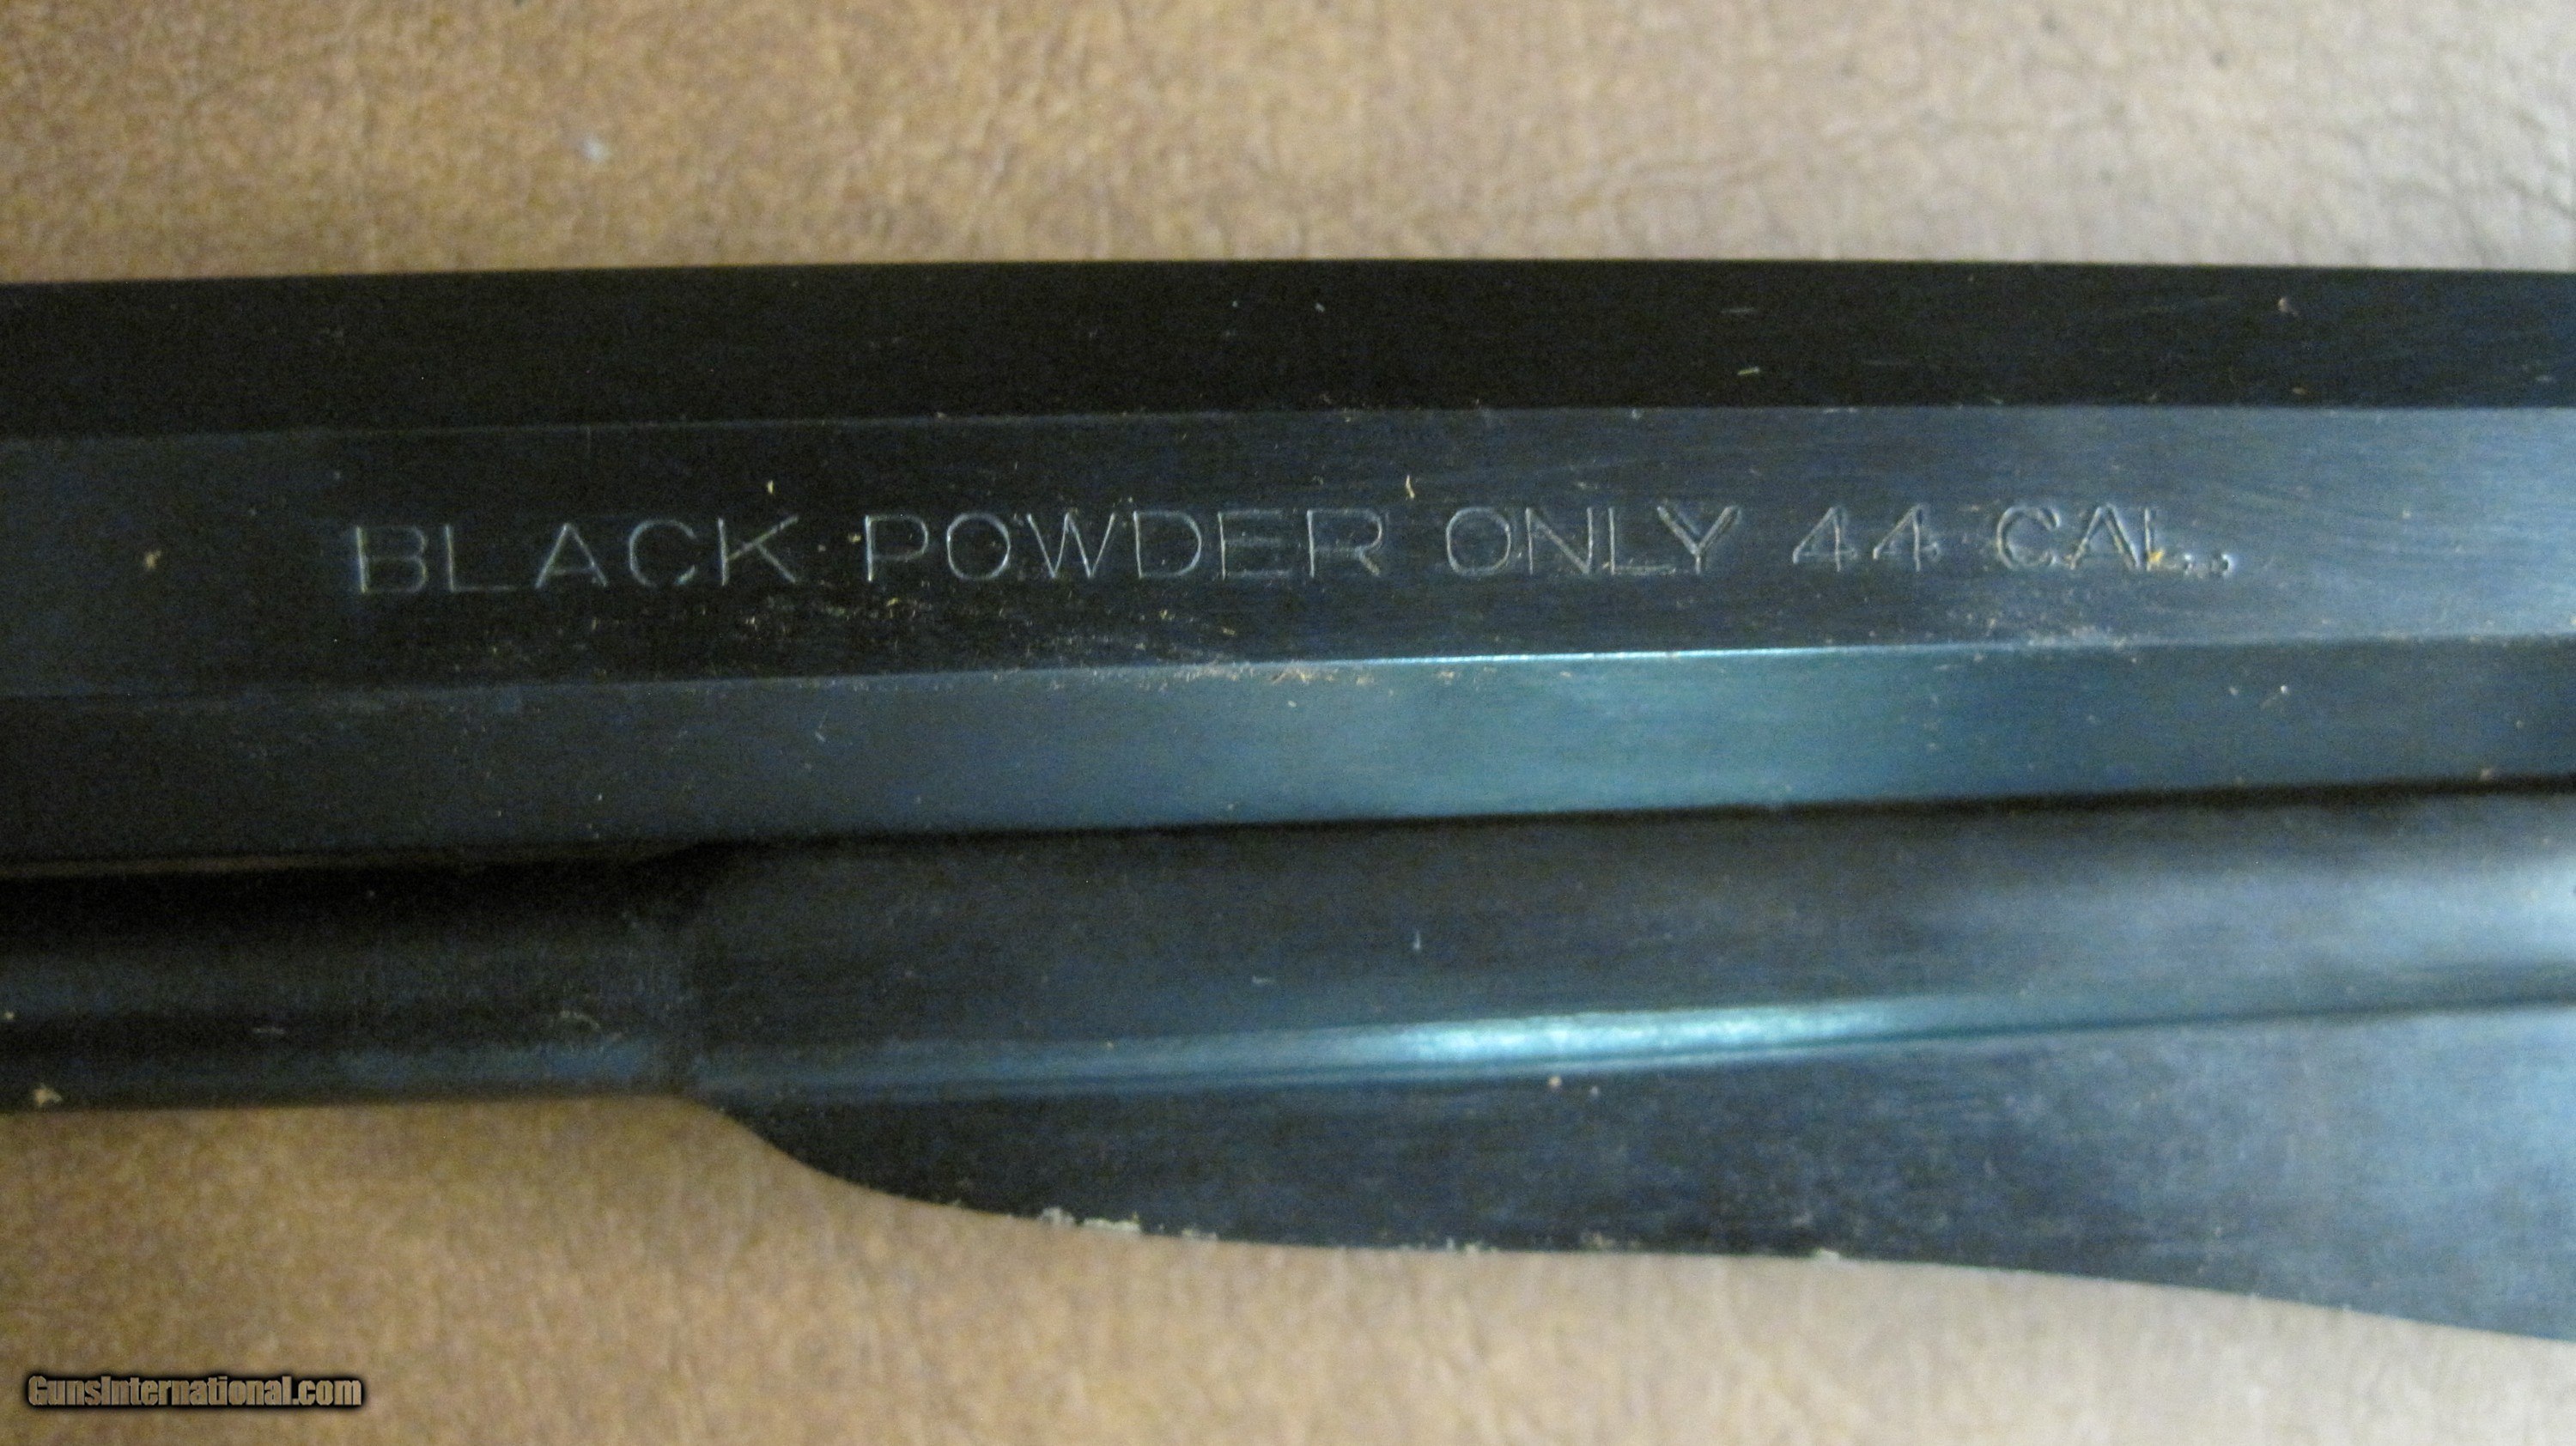 BLACK POWDER ONLY 44 CAL.
GunsInternational.com